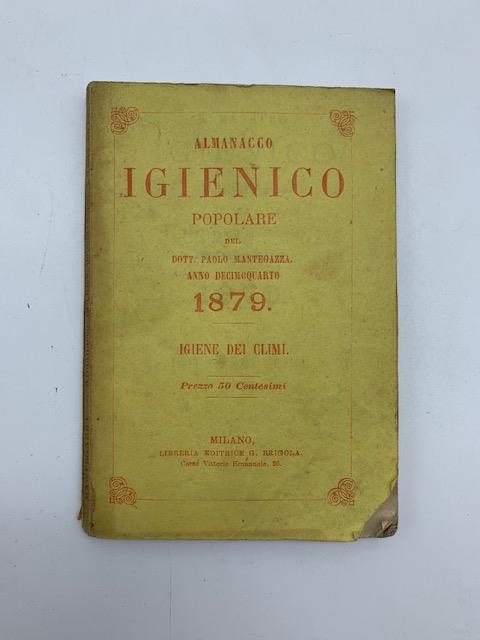 ALMANACCO
IGIENICO
POPOLARE
DEL
DOTT. PAOLO MANTEGAZZA.
ANNO DECIMOQUARTO
1879.
IGIENE DEI CLIMI.
Prezzo 50 Centesimi
MILANO,
LIBRERIA EDITRICE G. BRIGOLA
Corso Vittorio Emanuele, 26.